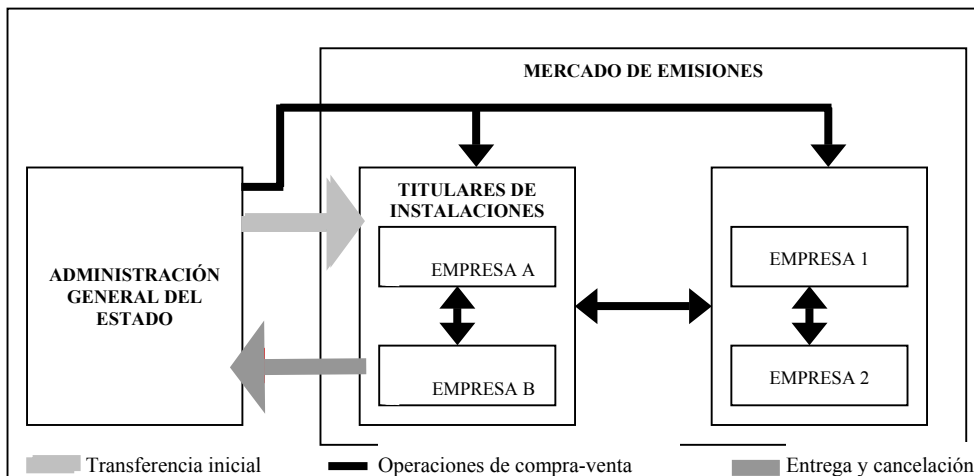 MERCADO DE EMISIONES
ADMINISTRACIÓN
GENERAL DEL
ESTADO
TITULARES DE
INSTALACIONES
EMPRESA A
EMPRESA B
EMPRESA 1
EMPRESA 2
Transferencia inicial
Operaciones de compra-venta
Entrega y cancelación